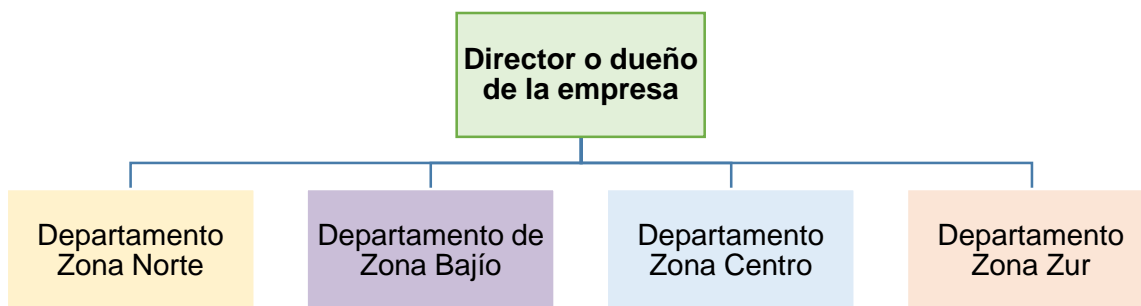 Director o dueño
de la empresa
Departamento
Zona Norte
Departamento de
Zona Bajío
Departamento
Zona Centro
Departamento
Zona Zur